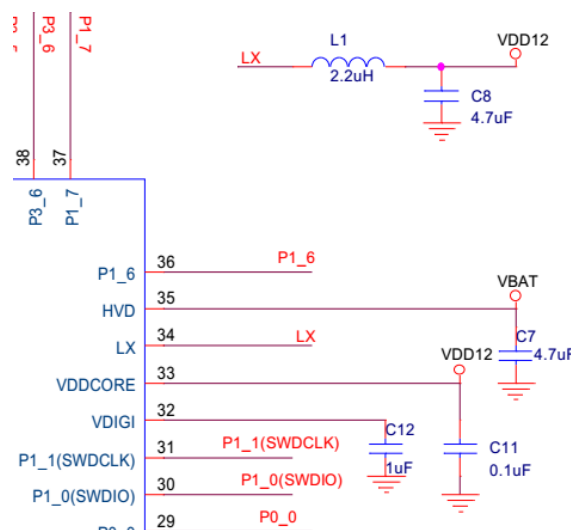 P3_6
P1_7
L1
VDD12
LX
2.2uH
C8
4.7uF
38
37
P3_6
P1_7
P1_6
36
P1_6
HVD
35
VBAT
LX
34
LX
C7
4.7uF
VDDCORE
33
VDD12
VDIGI
32
C12
1uF
C11
0.1uF
P1_1(SWDCLK)
31
P1_1(SWDCLK)
P1_0(SWDIO)
30
P1_0(SWDIO)
29
P0_0